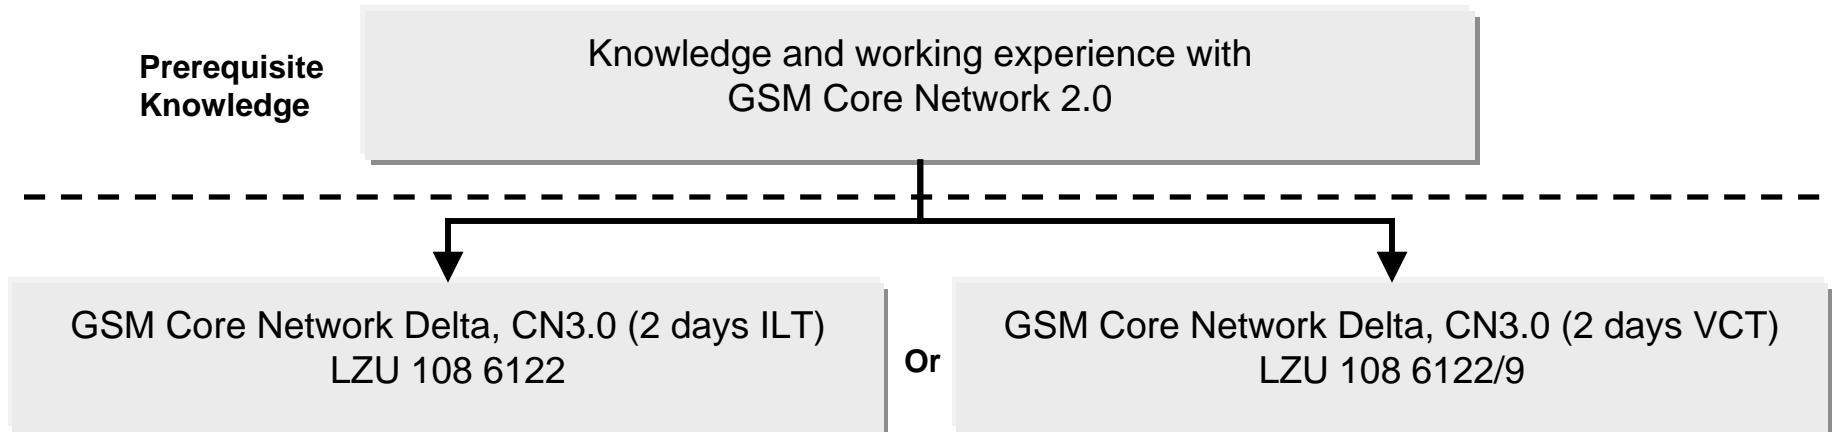 Prerequisite
Knowledge
Knowledge and working experience with
GSM Core Network 2.0
GSM Core Network Delta, CN3.0 (2 days ILT)
LZU 108 6122
Or
GSM Core Network Delta, CN3.0 (2 days VCT)
LZU 108 6122/9